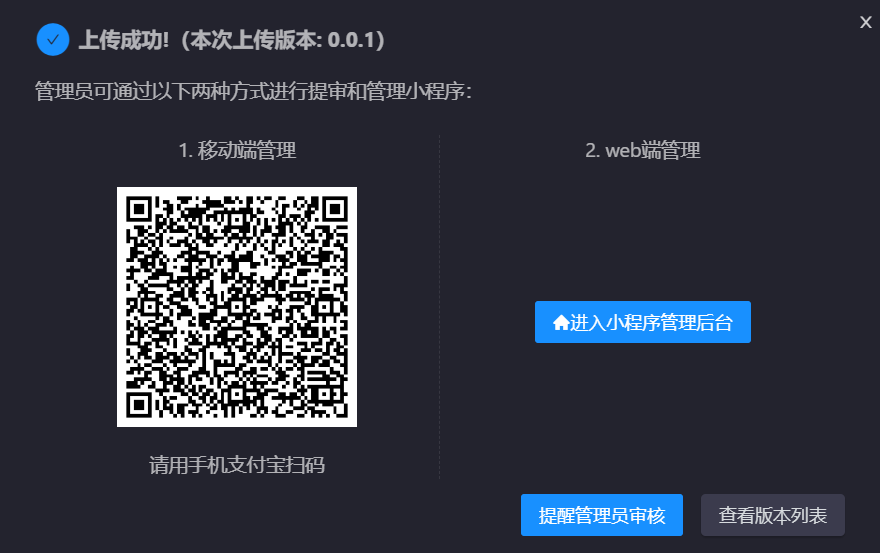 上传成功!（本次上传版本: 0.0.1）
X
管理员可通过以下两种方式进行提审和管理小程序:
1. 移动端管理
请用手机支付宝扫码
2. web端管理
进入小程序管理后台
提醒管理员审核
查看版本列表